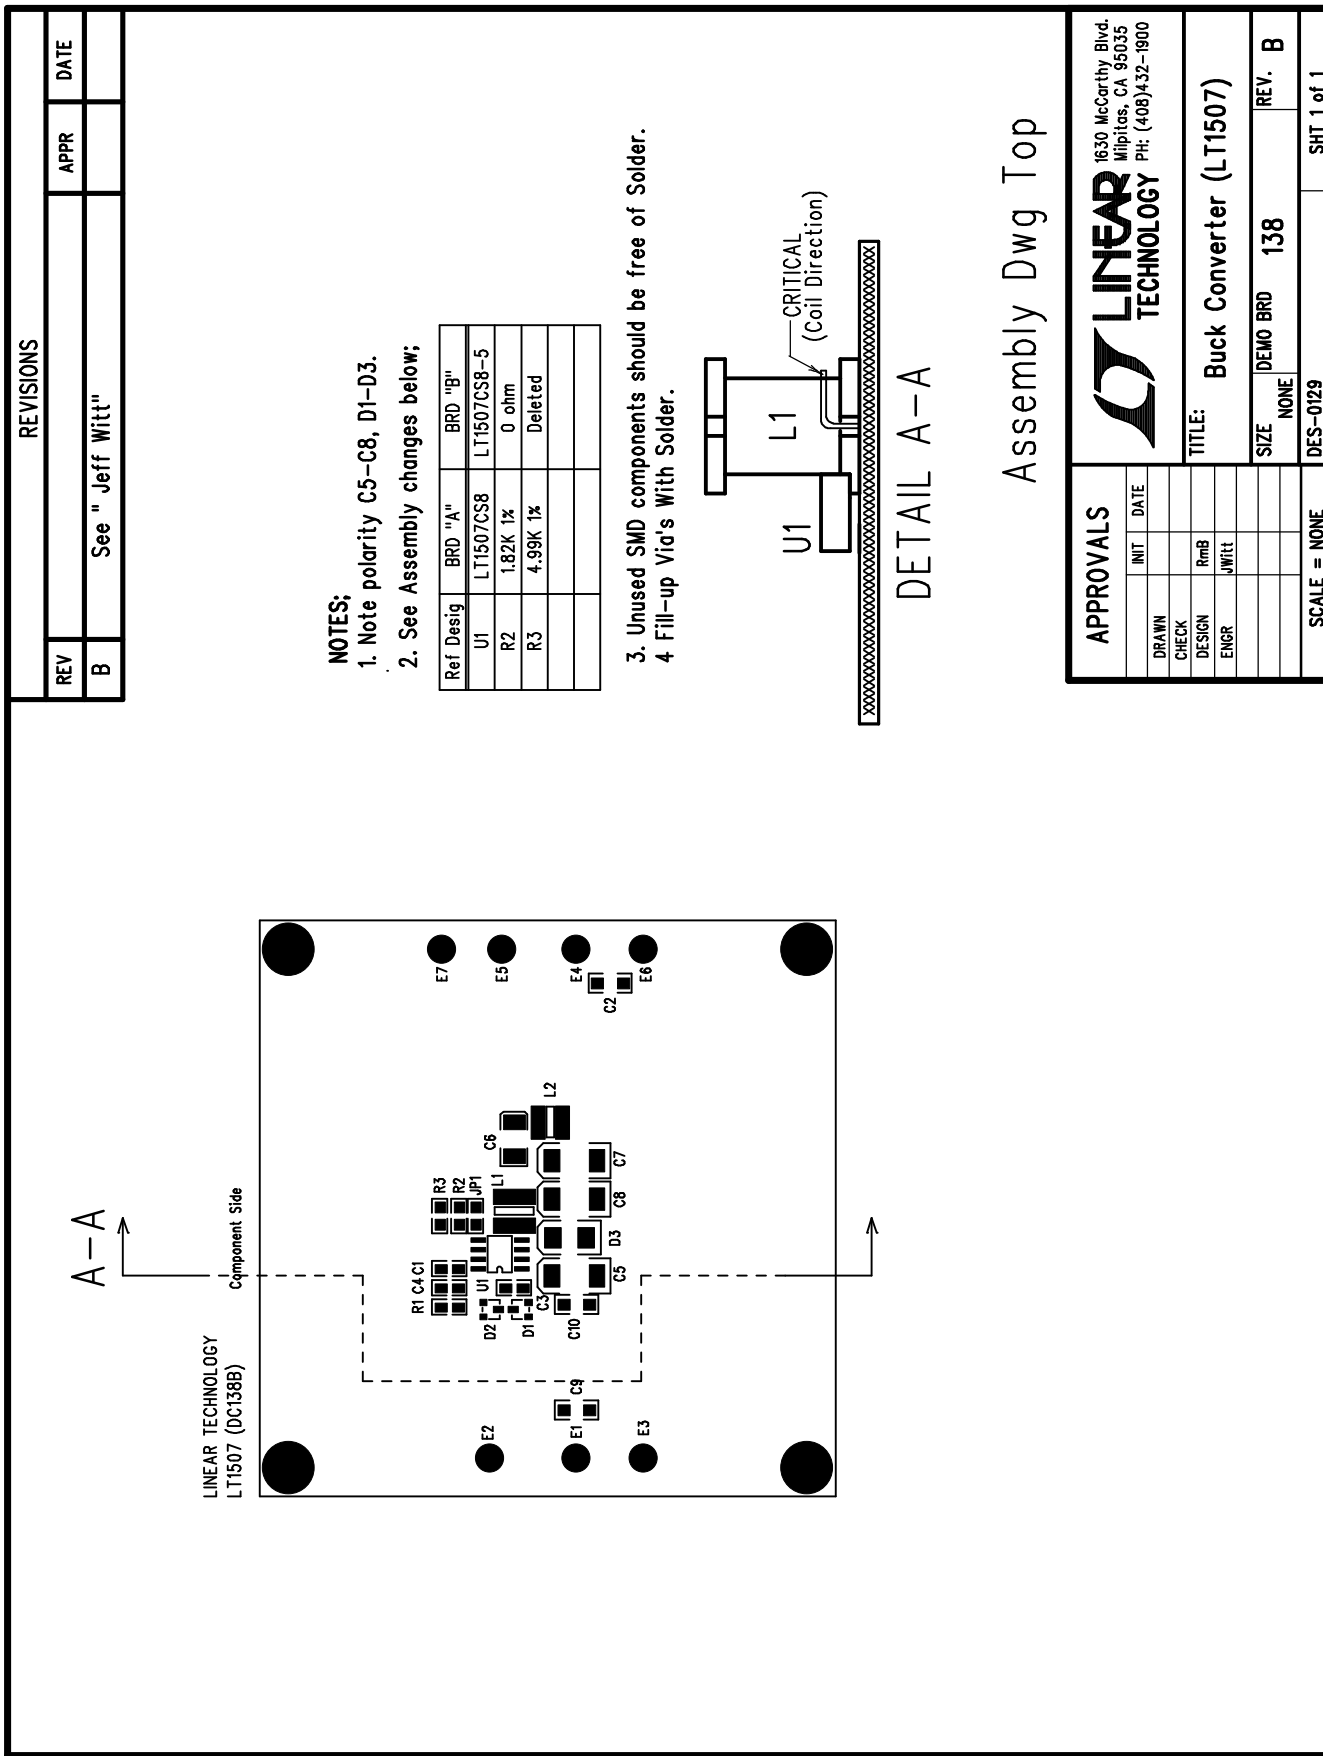 REVISIONS
REV APPR DATE
B See " Jeff Witt"
LINEAR TECHNOLOGY
LT1507 (DC138B)
A-A
Component Side
R1 C4 C1
R3
R2
JP1
U1
L1
D2
D1
C3
C6
L2
C10
C5
D3
C8
C7
C9
C2
E2
E1
E3
E7
E5
E4
E6
NOTES;
1. Note polarity C5-C8, D1-D3.
2. See Assembly changes below;
Ref Desig BRD "A" BRD "B"
U1 LT1507CS8 LT1507CS8-5
R2 1.82K 1% 0 ohm
R3 4.99K 1% Deleted
3. Unused SMD components should be free of Solder.
4 Fill-up Via's With Solder.
U1
L1
CRITICAL
(Coil Direction)
DETAIL A-A
Assembly Dwg Top
APPROVALS
INIT DATE
DRAWN
CHECK
DESIGN RmB
ENGR JWitt
SCALE = NONE
LT LINEAR
TECHNOLOGY
1630 McCarthy Blvd.
Milpitas, CA 95035
PH: (408)432-1900
TITLE:
Buck Converter (LT1507)
SIZE NONE DEMO BRD 138 REV. B
DES-0129
SHT 1 of 1